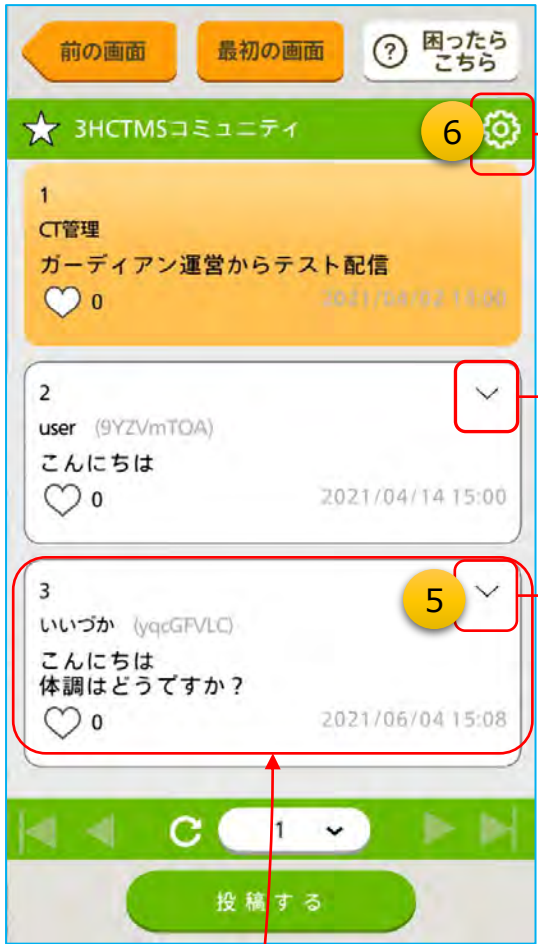 前の画面
最初の画面
? 困ったら
こちら
3HCTMSコミュニティ
6
1
CT管理
ガーディアン運営からテスト配信
0
2
user (9YZVmTOA)
こんにちは
0 2021/04/14 15:00
3
5
いいづか (yqcGFVLC)
こんにちは
体調はどうですか？
0 2021/06/04 15:08
1
投稿する